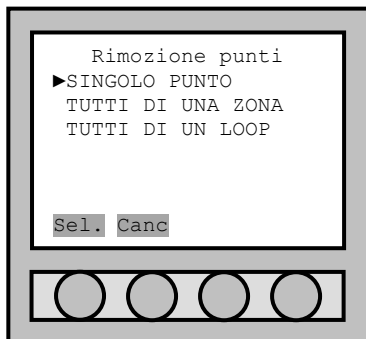 Rimozione punti
►SINGOLO PUNTO
TUTTI DI UNA ZONA
TUTTI DI UN LOOP
Sel. Canc